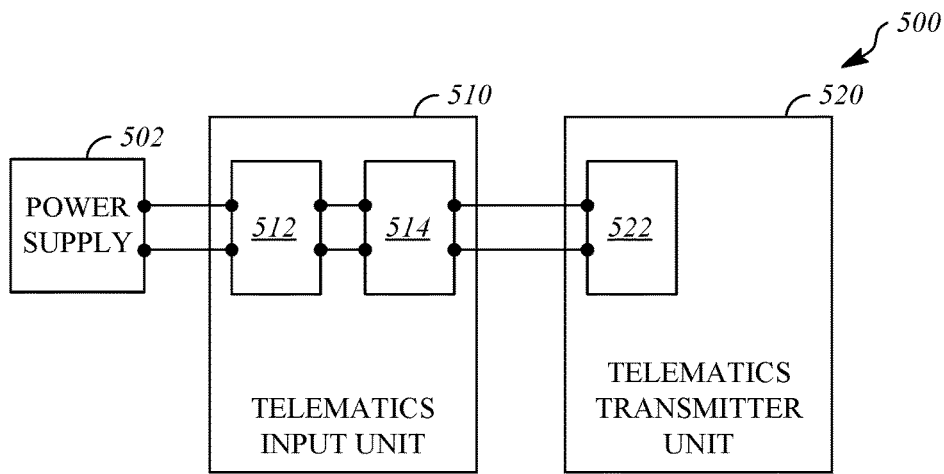 500
510
520
502
POWER
SUPPLY
512
514
522
TELEMATICS
INPUT UNIT
TELEMATICS
TRANSMITTER
UNIT